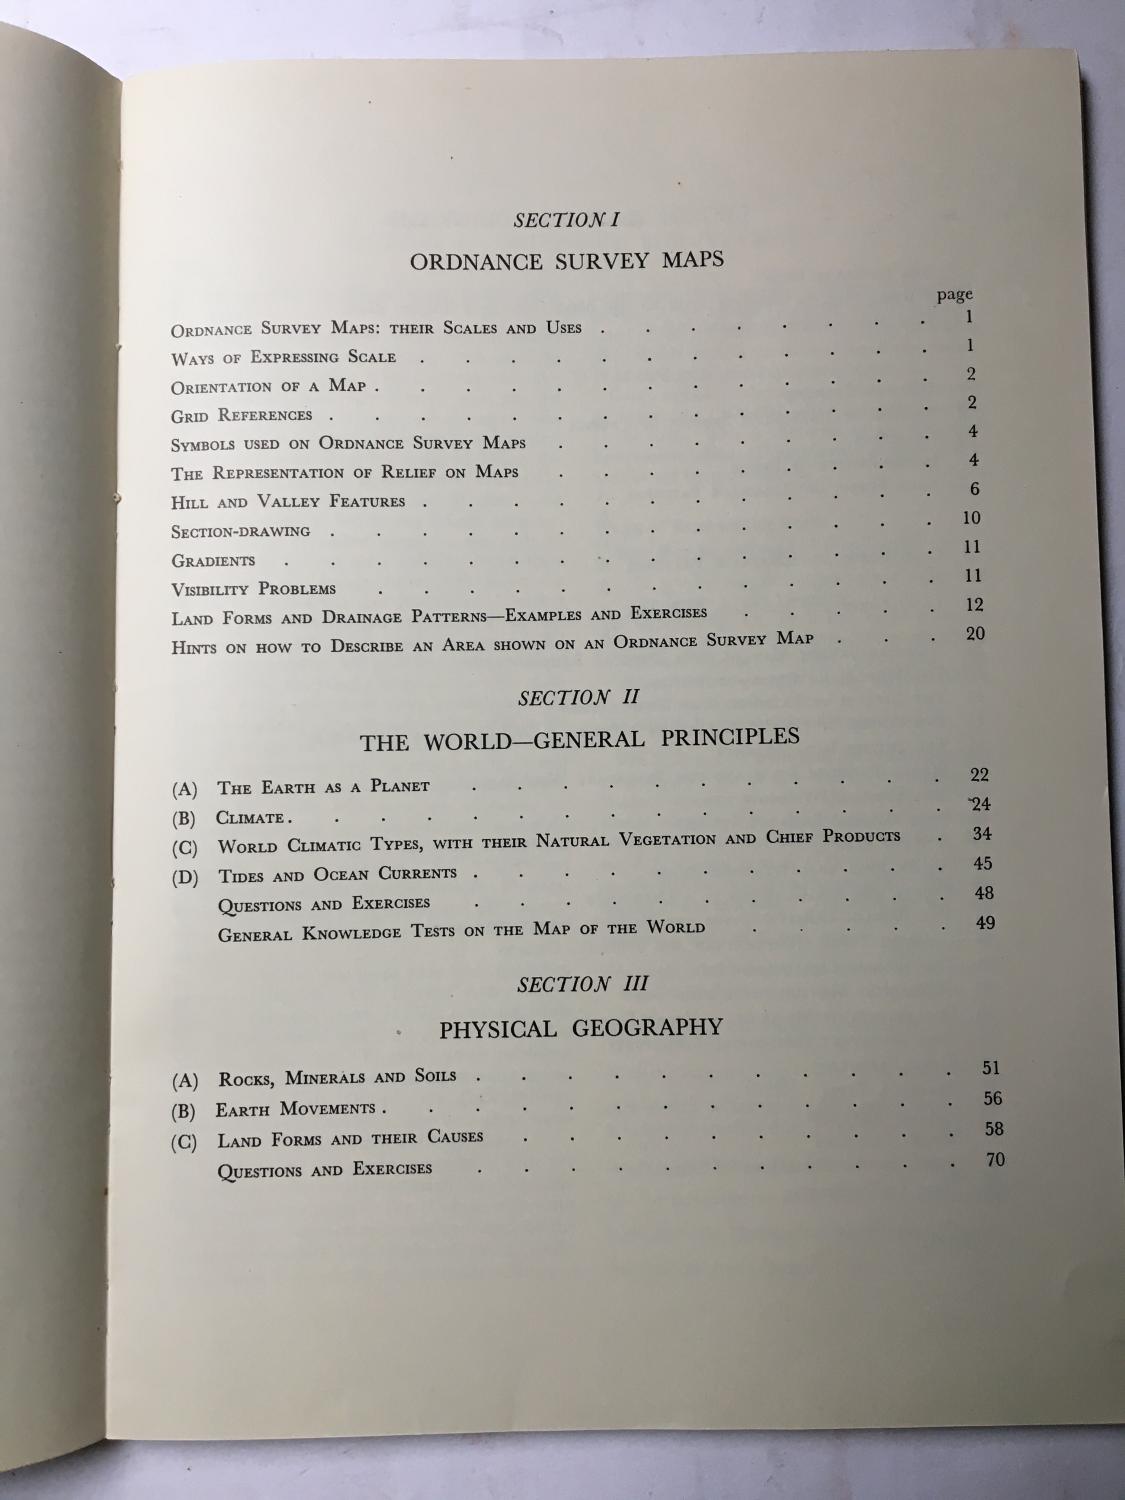 SECTION I
ORDNANCE SURVEY MAPS
page
Ordnance Survey Maps: their Scales and Uses . . . . . . . . 1
Ways of Expressing Scale . . . . . . . . . . . . 1
Orientation of a Map . . . . . . . . . . . . . 2
Grid References . . . . . . . . . . . . . . 2
Symbols used on Ordnance Survey Maps . . . . . . . . . 4
The Representation of Relief on Maps . . . . . . . . . 4
Hill and Valley Features . . . . . . . . . . . . 6
Section-drawing . . . . . . . . . . . . . . 10
Gradients . . . . . . . . . . . . . . . 11
Visibility Problems . . . . . . . . . . . . . 11
Land Forms and Drainage Patterns—Examples and Exercises . . . . . 12
Hints on how to Describe an Area shown on an Ordnance Survey Map . . . 20
SECTION II
THE WORLD—GENERAL PRINCIPLES
(A) The Earth as a Planet . . . . . . . . . . . 22
(B) Climate . . . . . . . . . . . . . . . 24
(C) World Climatic Types, with their Natural Vegetation and Chief Products . 34
(D) Tides and Ocean Currents . . . . . . . . . . . 45
Questions and Exercises . . . . . . . . . . . 48
General Knowledge Tests on the Map of the World . . . . . 49
SECTION III
PHYSICAL GEOGRAPHY
(A) Rocks, Minerals and Soils . . . . . . . . . . . 51
(B) Earth Movements . . . . . . . . . . . . . 56
(C) Land Forms and their Causes . . . . . . . . . . 58
Questions and Exercises . . . . . . . . . . . 70